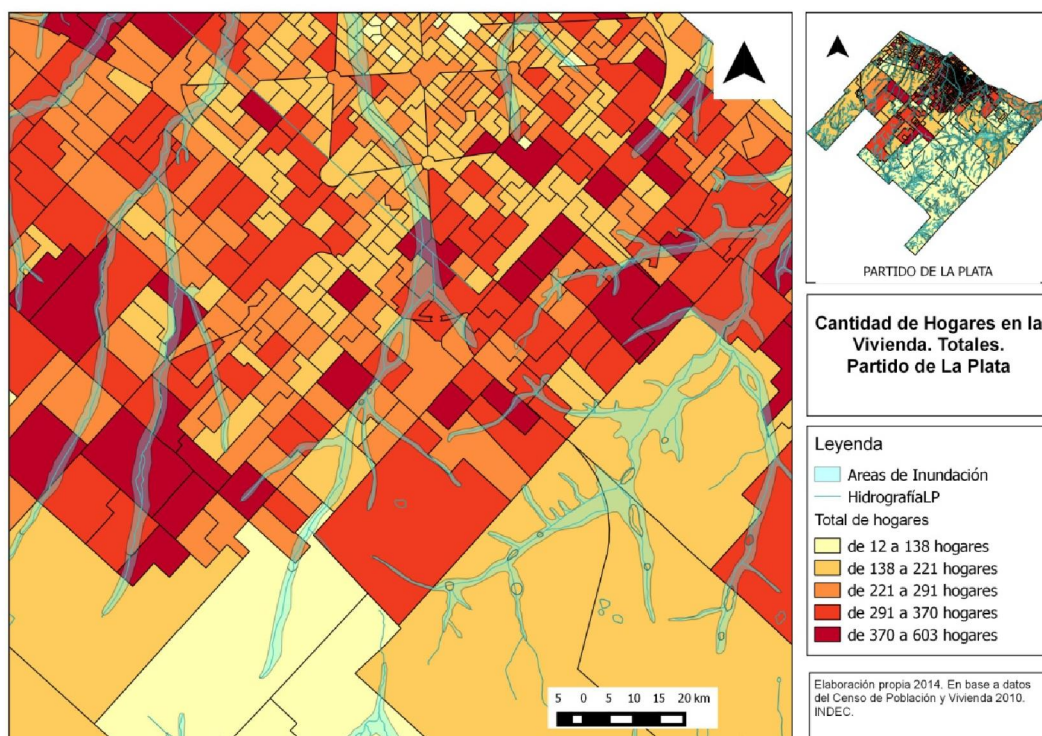 PARTIDO DE LA PLATA
Cantidad de Hogares en la
Vivienda. Totales.
Partido de La Plata
Leyenda
Areas de Inundación
HidrografíaLP
Total de hogares
de 12 a 138 hogares
de 138 a 221 hogares
de 221 a 291 hogares
de 291 a 370 hogares
de 370 a 603 hogares
5 0 5 10 15 20 km
Elaboración propia 2014. En base a datos
del Censo de Población y Vivienda 2010.
INDEC.